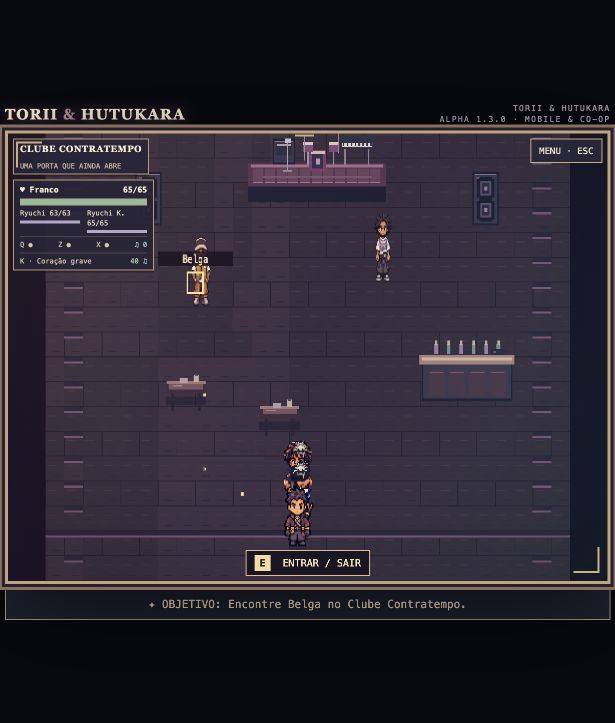 TORII & HUTUKARA
TORII & HUTUKARA
ALPHA 1.3.0 · MOBILE & CO-OP
CLUBE CONTRATEMPO
UMA PORTA QUE AINDA ABRE
MENU · ESC
♥ Franco 65/65
Ryuchi 63/63 Ryuchi K. 65/65
Q ● Z ● X ● ♫ 0
K · Coração grave 40 ♫
Belga
E ENTRAR / SAIR
✦ OBJETIVO: Encontre Belga no Clube Contratempo.